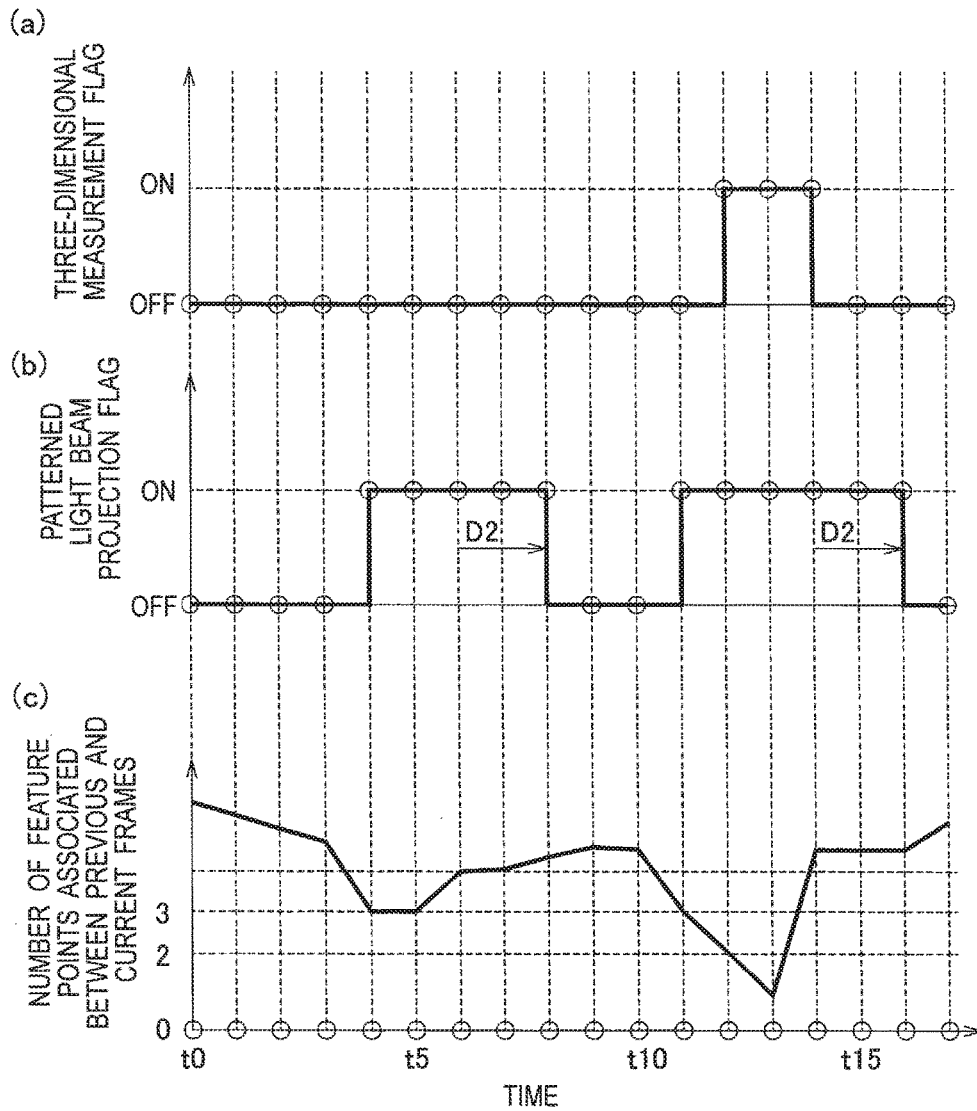 (a)
THREE-DIMENSIONAL
MEASUREMENT FLAG
ON
OFF
(b)
PATTERNED
LIGHT BEAM
PROJECTION FLAG
ON
D2
D2
OFF
(c)
NUMBER OF FEATURE
POINTS ASSOCIATED
BETWEEN PREVIOUS AND
CURRENT FRAMES
3
2
0
t0
t5
t10
t15
TIME